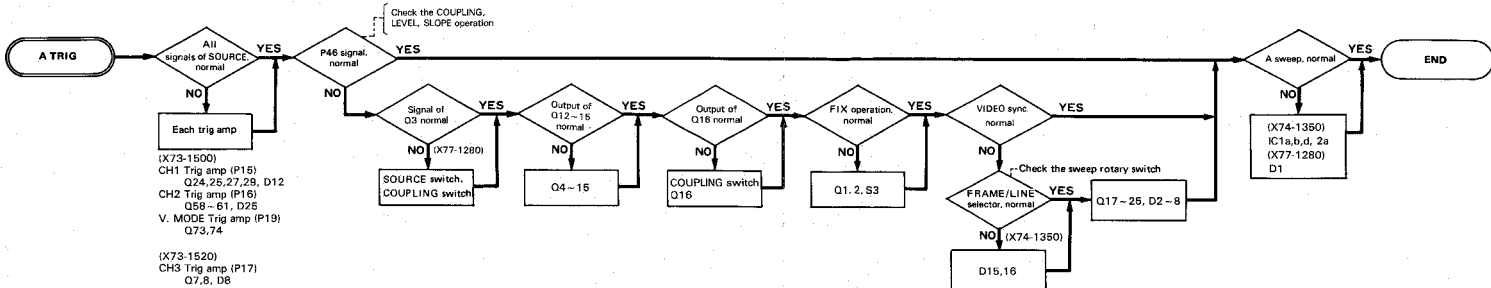 Check the COUPLING,
LEVEL, SLOPE operation
A TRIG
All
signals of SOURCE,
normal
YES
NO
Each trig amp
(X73-1500)
CH1 Trig amp (P15)
Q24,25,27,29, D12
CH2 Trig amp (P16)
Q58~61, D25
V. MODE Trig amp (P19)
Q73,74
(X73-1520)
CH3 Trig amp (P17)
Q7,8, D8
P46 signal,
normal
YES
NO
Signal of
Q3 normal
YES
NO
(X77-1280)
SOURCE switch.
COUPLING switch
Output of
Q12~15
normal
YES
NO
Q4~15
Output of
Q16 normal
YES
NO
COUPLING switch
Q16
FIX operation,
normal
YES
NO
Q1, 2, S3
VIDEO sync.
normal
YES
NO
Check the sweep rotary switch
FRAME/LINE
selector, normal
YES
NO
(X74-1350)
D15,16
Q17~25, D2~8
A sweep, normal
YES
NO
(X74-1350)
IC1a,b,d, 2a
(X77-1280)
D1
END